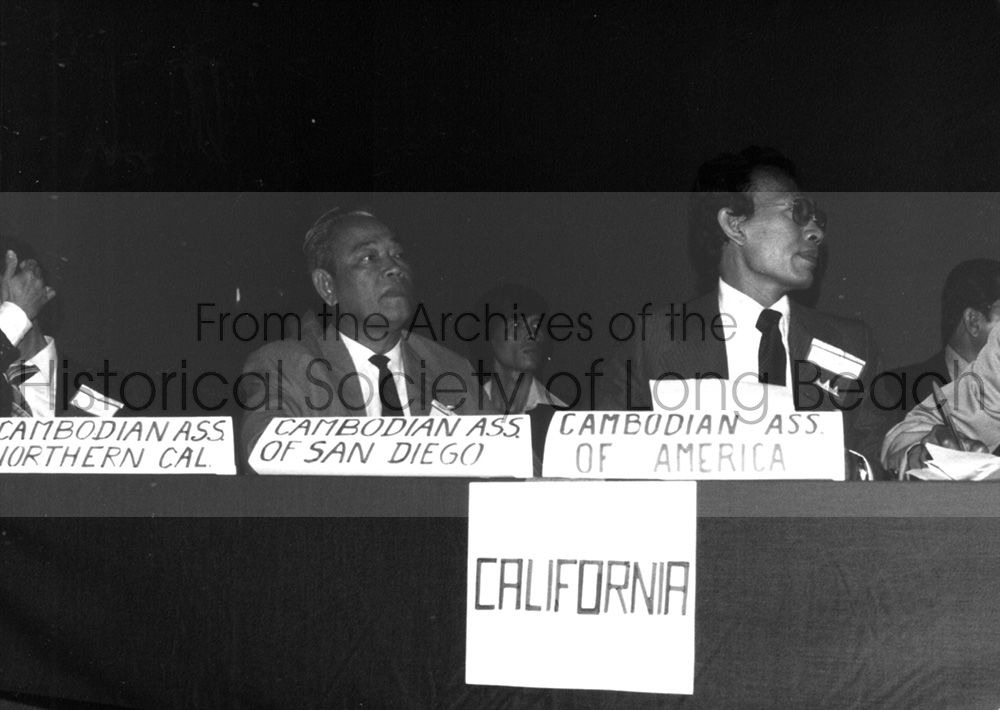 From the Archives of the
Historical Society of Long Beach
CAMBODIAN ASS.
NORTHERN CAL.
CAMBODIAN ASS.
OF SAN DIEGO
CAMBODIAN ASS.
OF AMERICA
CALIFORNIA